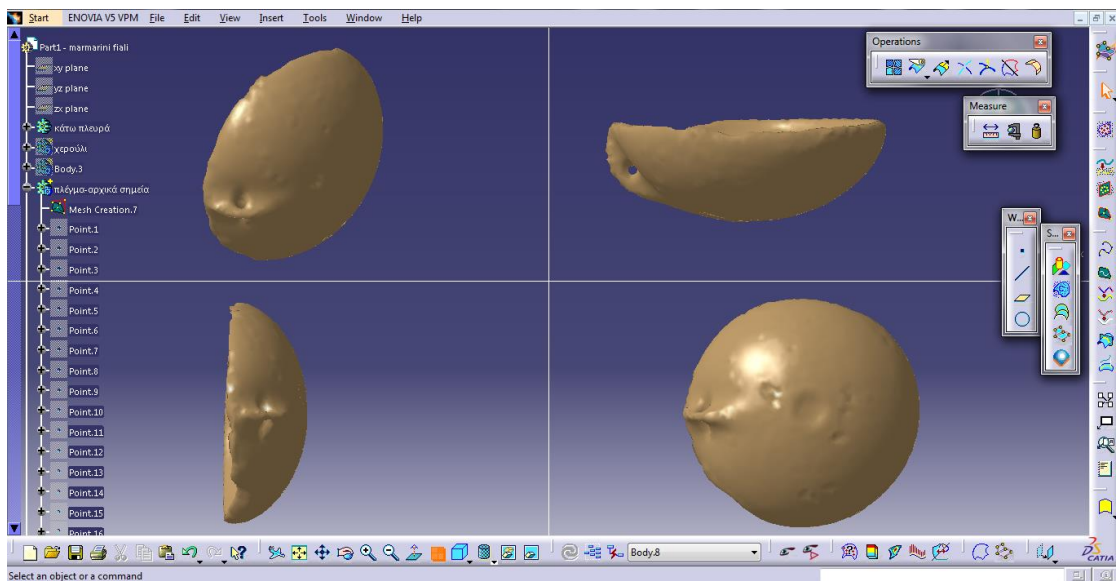 Start ENOVIA V5 VPM File Edit View Insert Tools Window Help
Part1 - marmarini fiali
xy plane
yz plane
zx plane
κάτω πλευρά
χερούλι
Body.3
πλέγμα-αρχικά σημεία
Mesh Creation.7
Point.1
Point.2
Point.3
Point.4
Point.5
Point.6
Point.7
Point.8
Point.9
Point.10
Point.11
Point.12
Point.13
Point.14
Point.15
Point.16
Operations
Measure
W...
S...
Body.8
CATIA
Select an object or a command